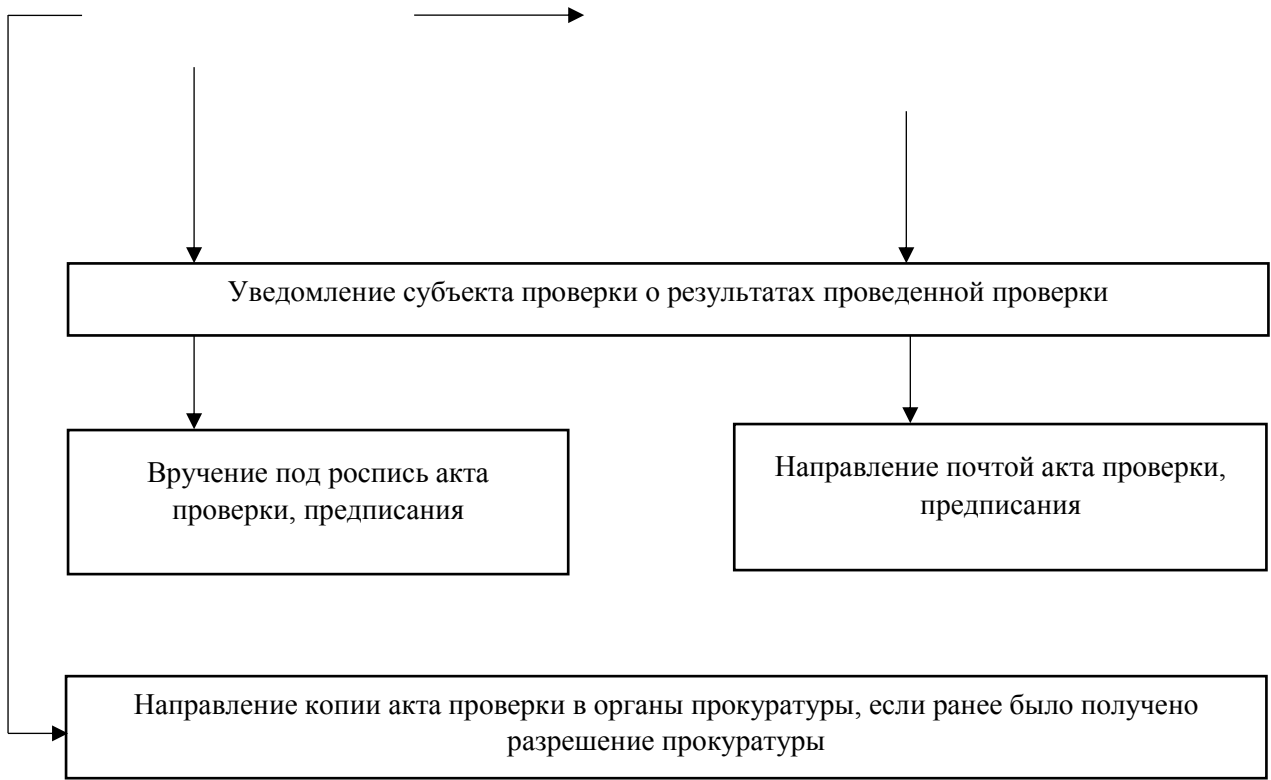 Уведомление субъекта проверки о результатах проведенной проверки
Вручение под роспись акта
проверки, предписания
Направление почтой акта проверки,
предписания
Направление копии акта проверки в органы прокуратуры, если ранее было получено
разрешение прокуратуры